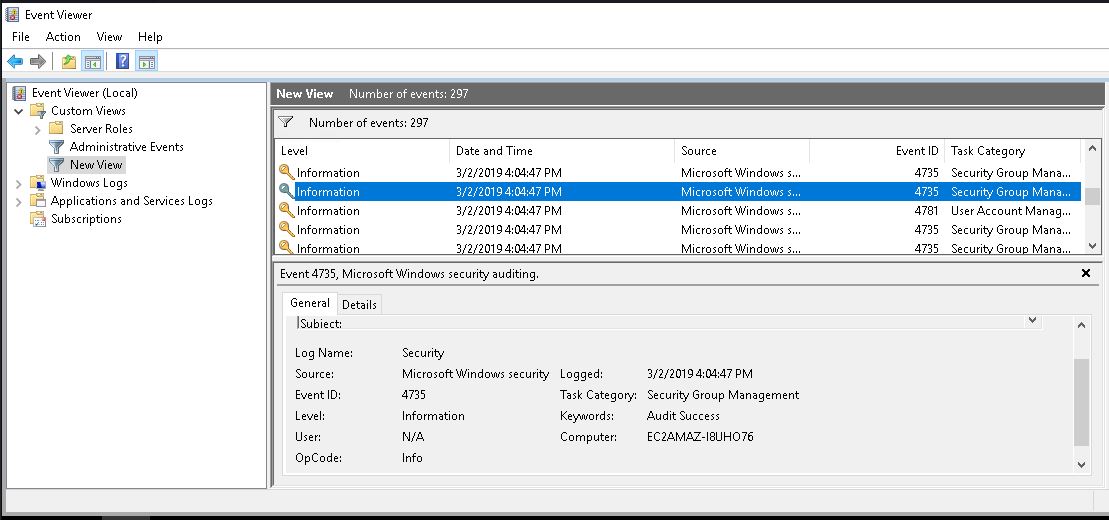 Event Viewer
File Action View Help
Event Viewer (Local)
Custom Views
Server Roles
Administrative Events
New View
Windows Logs
Applications and Services Logs
Subscriptions
New View Number of events: 297
Number of events: 297
Level Date and Time Source Event ID Task Category
Information 3/2/2019 4:04:47 PM Microsoft Windows s... 4735 Security Group Mana...
Information 3/2/2019 4:04:47 PM Microsoft Windows s... 4735 Security Group Mana...
Information 3/2/2019 4:04:47 PM Microsoft Windows s... 4781 User Account Manag...
Information 3/2/2019 4:04:47 PM Microsoft Windows s... 4735 Security Group Mana...
Information 3/2/2019 4:04:47 PM Microsoft Windows s... 4735 Security Group Mana...
Event 4735, Microsoft Windows security auditing.
General Details
Subject:
Log Name: Security
Source: Microsoft Windows security Logged: 3/2/2019 4:04:47 PM
Event ID: 4735 Task Category: Security Group Management
Level: Information Keywords: Audit Success
User: N/A Computer: EC2AMAZ-I8UHO76
OpCode: Info